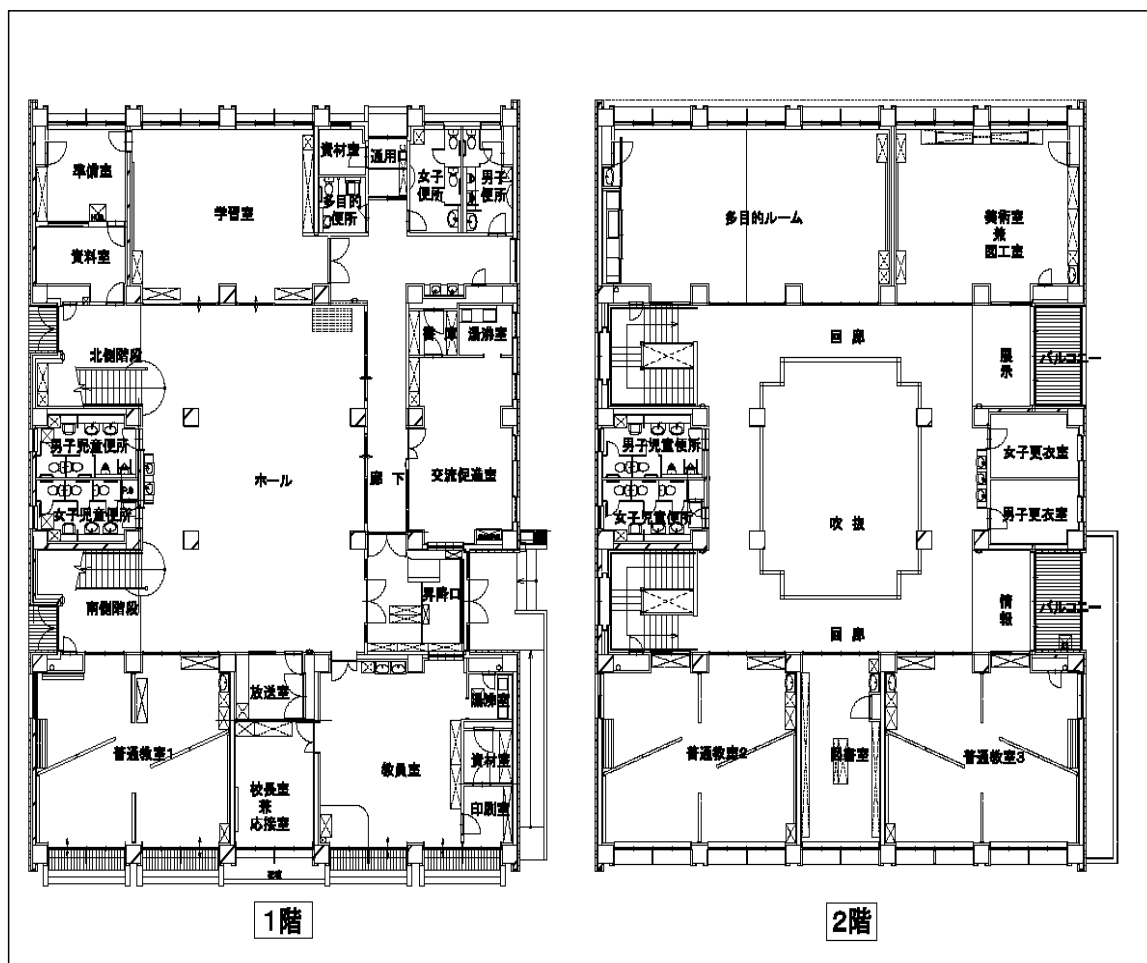 準備室
資料室
学習室
資材室
多目的
便所
通用口
女子
便所
男子
便所
北側階段
男子児童便所
P.S
女子児童便所
南側階段
ホール
廊下
書庫
湯沸室
交流促進室
昇降口
普通教室1
放送室
校長室
兼
応接室
教員室
湯沸室
資材室
印刷室
1階
多目的ルーム
美術室
兼
図工室
回廊
展示
バルコニー
男子児童便所
女子児童便所
吹抜
女子更衣室
男子更衣室
情報
バルコニー
回廊
普通教室2
図書室
普通教室3
2階